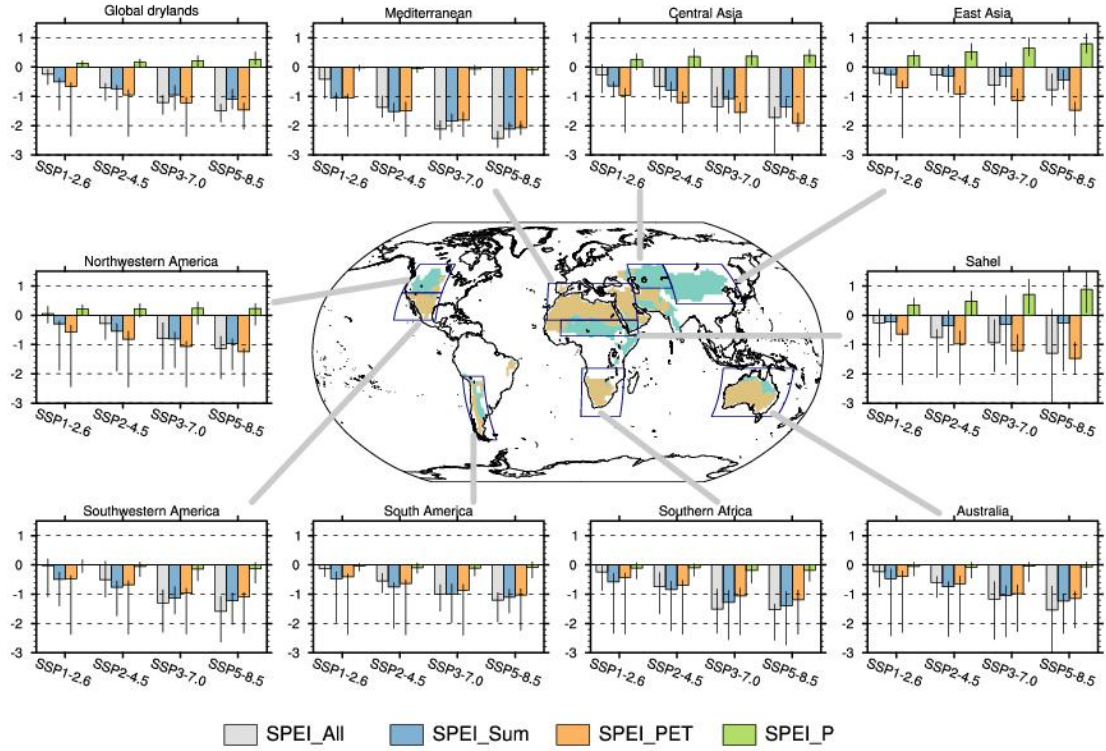 Global drylands
Mediterranean
Central Asia
East Asia
1
0
-1
-2
-3
SSP1-2.6
SSP2-4.5
SSP3-7.0
SSP5-8.5
1
0
-1
-2
-3
SSP1-2.6
SSP2-4.5
SSP3-7.0
SSP5-8.5
1
0
-1
-2
-3
SSP1-2.6
SSP2-4.5
SSP3-7.0
SSP5-8.5
1
0
-1
-2
-3
SSP1-2.6
SSP2-4.5
SSP3-7.0
SSP5-8.5
Northwestern America
1
0
-1
-2
-3
SSP1-2.6
SSP2-4.5
SSP3-7.0
SSP5-8.5
Sahel
1
0
-1
-2
-3
SSP1-2.6
SSP2-4.5
SSP3-7.0
SSP5-8.5
Southwestern America
South America
Southern Africa
Australia
1
0
-1
-2
-3
SSP1-2.6
SSP2-4.5
SSP3-7.0
SSP5-8.5
1
0
-1
-2
-3
SSP1-2.6
SSP2-4.5
SSP3-7.0
SSP5-8.5
1
0
-1
-2
-3
SSP1-2.6
SSP2-4.5
SSP3-7.0
SSP5-8.5
1
0
-1
-2
-3
SSP1-2.6
SSP2-4.5
SSP3-7.0
SSP5-8.5
SPEI_All SPEI_Sum SPEI_PET SPEI_P